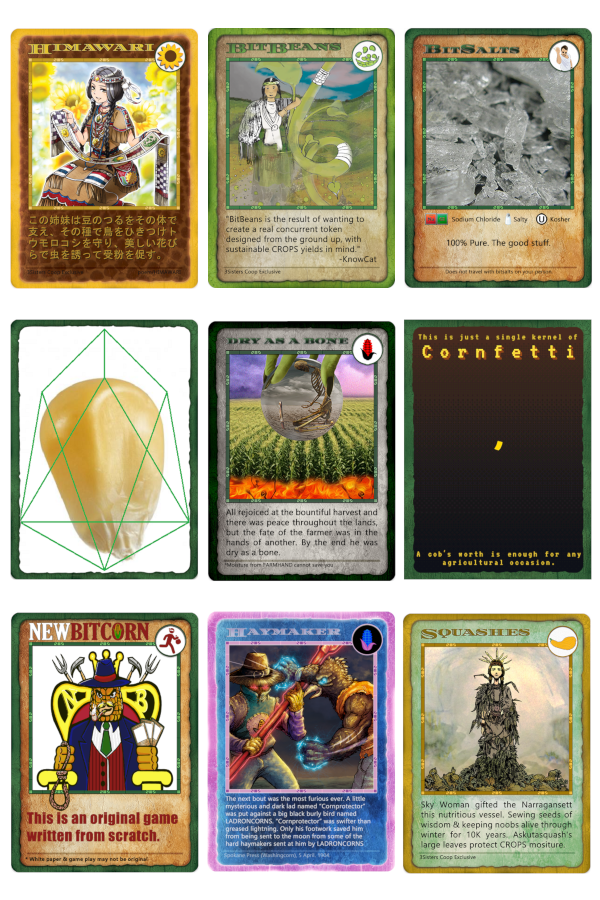 HIMAWARI
この姉妹は豆のつるをその体で
支え、その種で鳥をひきつけト
ウモロコシを守り、美しい花び
らで虫を誘って受粉を促す。
3Sisters Coop Exclusive
BITBEANS
"BitBeans is the result of wanting to
create a real concurrent token
designed from the ground up, with
sustainable CROPS yields in mind."
-KnowCat
3Sisters Coop Exclusive
BITSALTS
Sodium Chloride Salty U Kosher
100% Pure. The good stuff.
Does not travel with bitsalts on your person.
DRY AS A BONE
All rejoiced at the bountiful harvest and
there was peace throughout the lands,
but the fate of the farmer was in the
hands of another. By the end he was
dry as a bone.
*Moisture from FARMHAND cannot save you
This is just a single kernel of
Cornfetti
A cob's worth is enough for any
agricultural occasion.
NEWBITCORN
This is an original game
written from scratch.
* White paper & game play may not be original
HAYMAKER
The next bout was the most furious ever. A little
mysterious and dark lad named "Cornprotector"
was put against a big black burly bird named
LADRONCORNS. "Cornprotector" was swifter than
greased lightning. Only his footwork saved him
from being sent to the moon from some of the
hard haymakers sent at him by LADRONCORNS
Spokane Press (Washingcorn), 1 April, 1904
SQUASHES
Sky Woman gifted the Narragansett
this nutritious vessel. Sewing seeds of
wisdom & keeping noobs alive through
winter for 10K years. Askutasquash's
large leaves protect CROPS mositure.
3Sisters Coop Exclusive